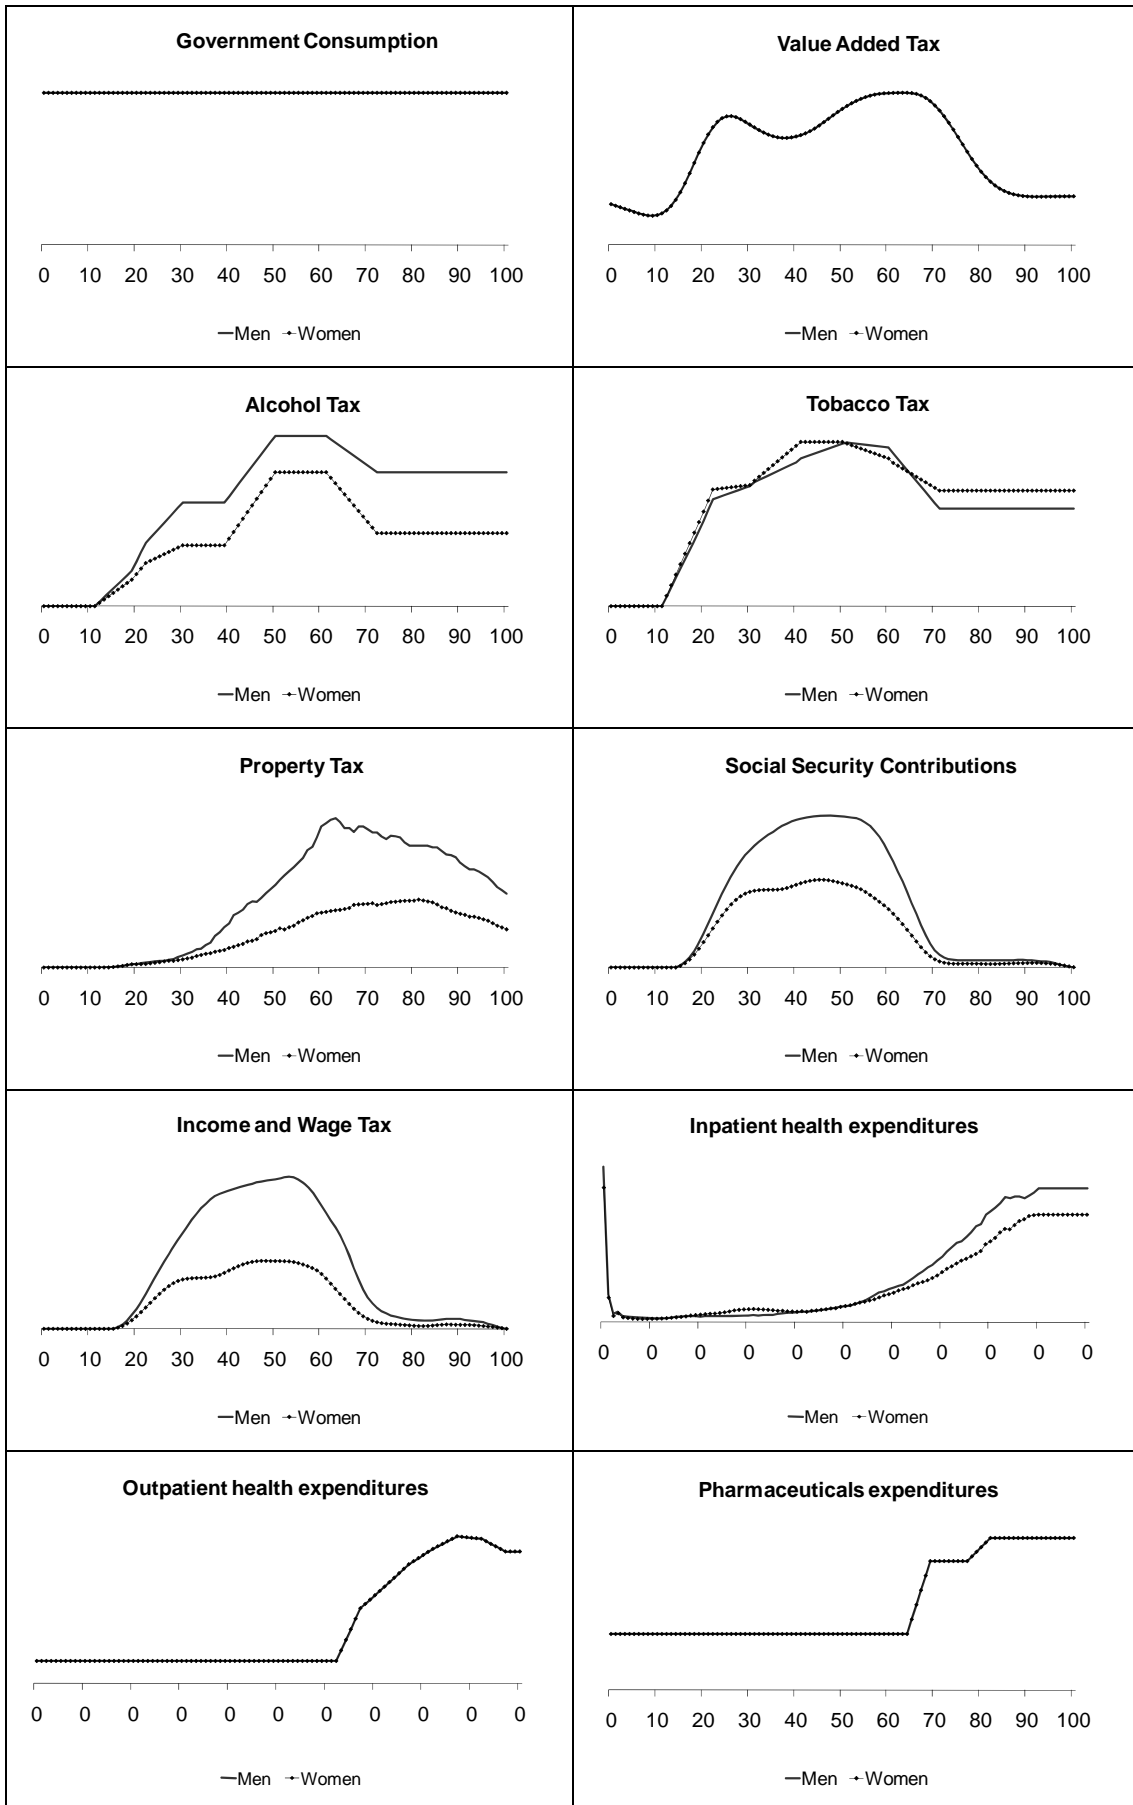 Government Consumption
0 10 20 30 40 50 60 70 80 90 100
Men Women
Value Added Tax
0 10 20 30 40 50 60 70 80 90 100
Men Women
Alcohol Tax
0 10 20 30 40 50 60 70 80 90 100
Men Women
Tobacco Tax
0 10 20 30 40 50 60 70 80 90 100
Men Women
Property Tax
0 10 20 30 40 50 60 70 80 90 100
Men Women
Social Security Contributions
0 10 20 30 40 50 60 70 80 90 100
Men Women
Income and Wage Tax
0 10 20 30 40 50 60 70 80 90 100
Men Women
Inpatient health expenditures
0 0 0 0 0 0 0 0 0 0 0
Men Women
Outpatient health expenditures
0 0 0 0 0 0 0 0 0 0 0
Men Women
Pharmaceuticals expenditures
0 10 20 30 40 50 60 70 80 90 100
Men Women